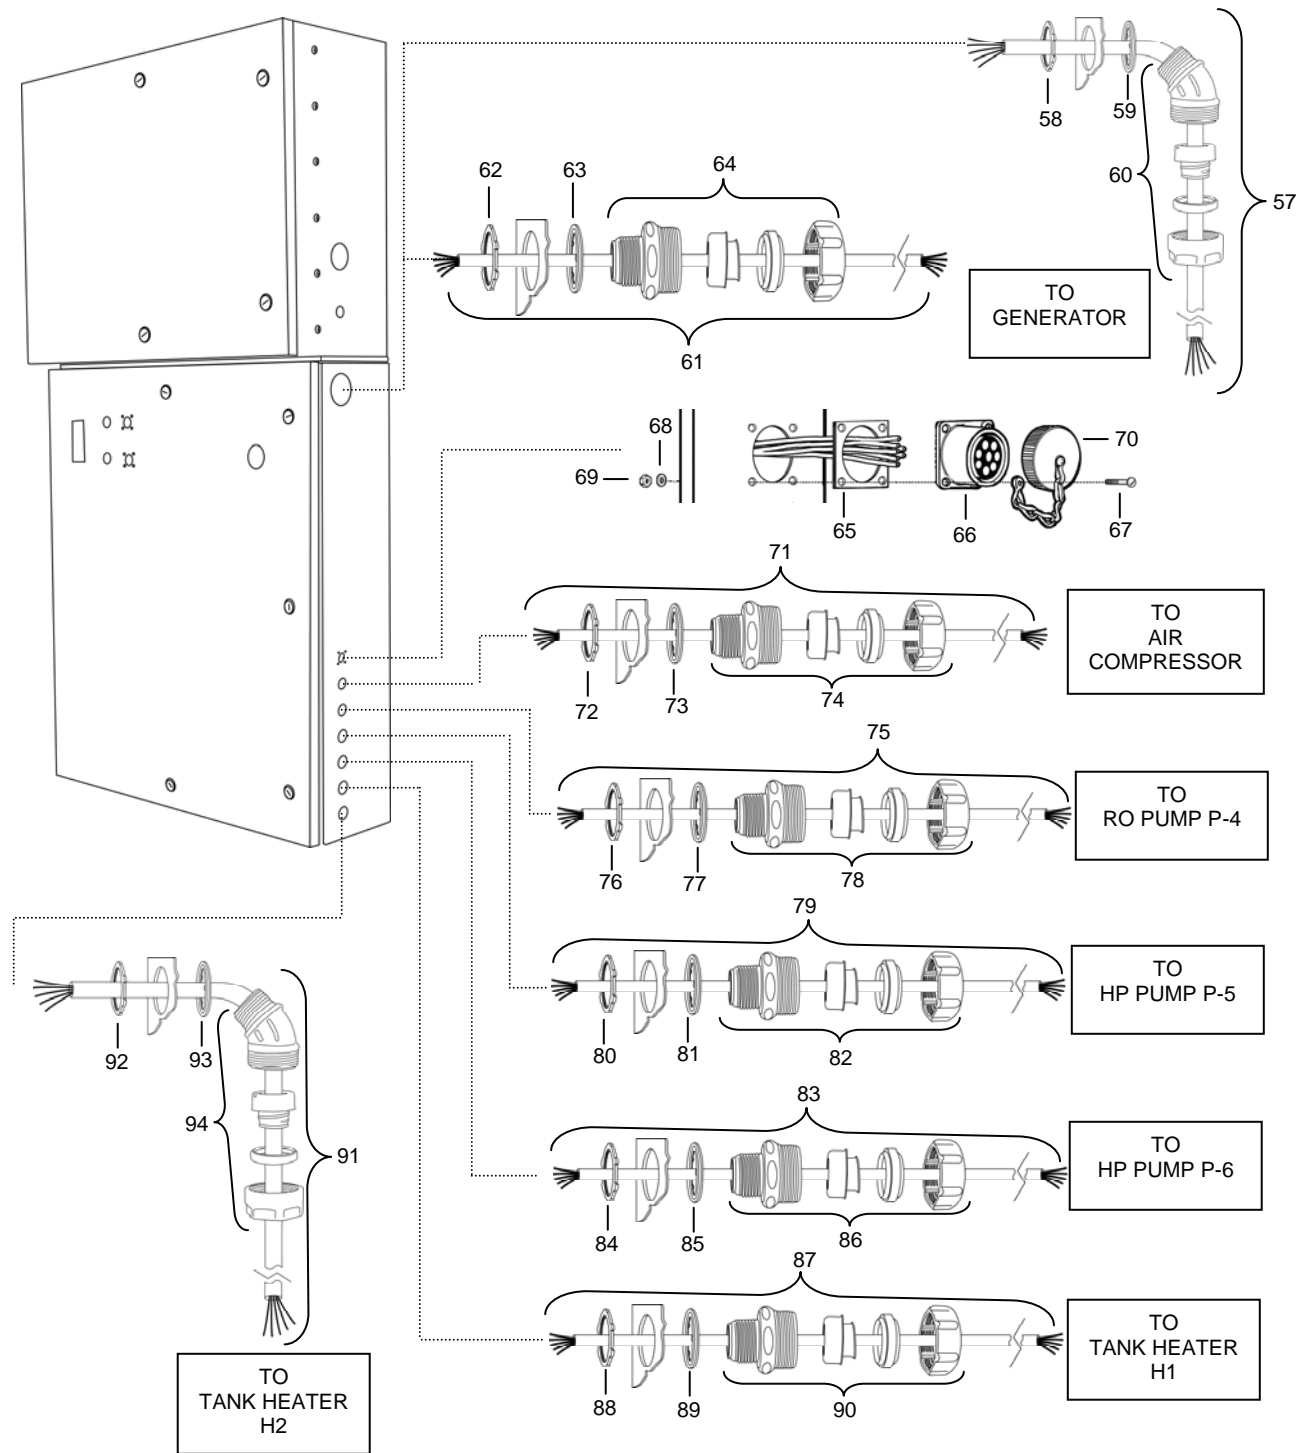 58
59
60
57
62
63
64
61
TO
GENERATOR
68
69
65
66
67
70
71
72
73
74
TO
AIR
COMPRESSOR
75
76
77
78
TO
RO PUMP P-4
79
80
81
82
TO
HP PUMP P-5
83
84
85
86
TO
HP PUMP P-6
87
88
89
90
TO
TANK HEATER
H1
92
93
94
91
TO
TANK HEATER
H2